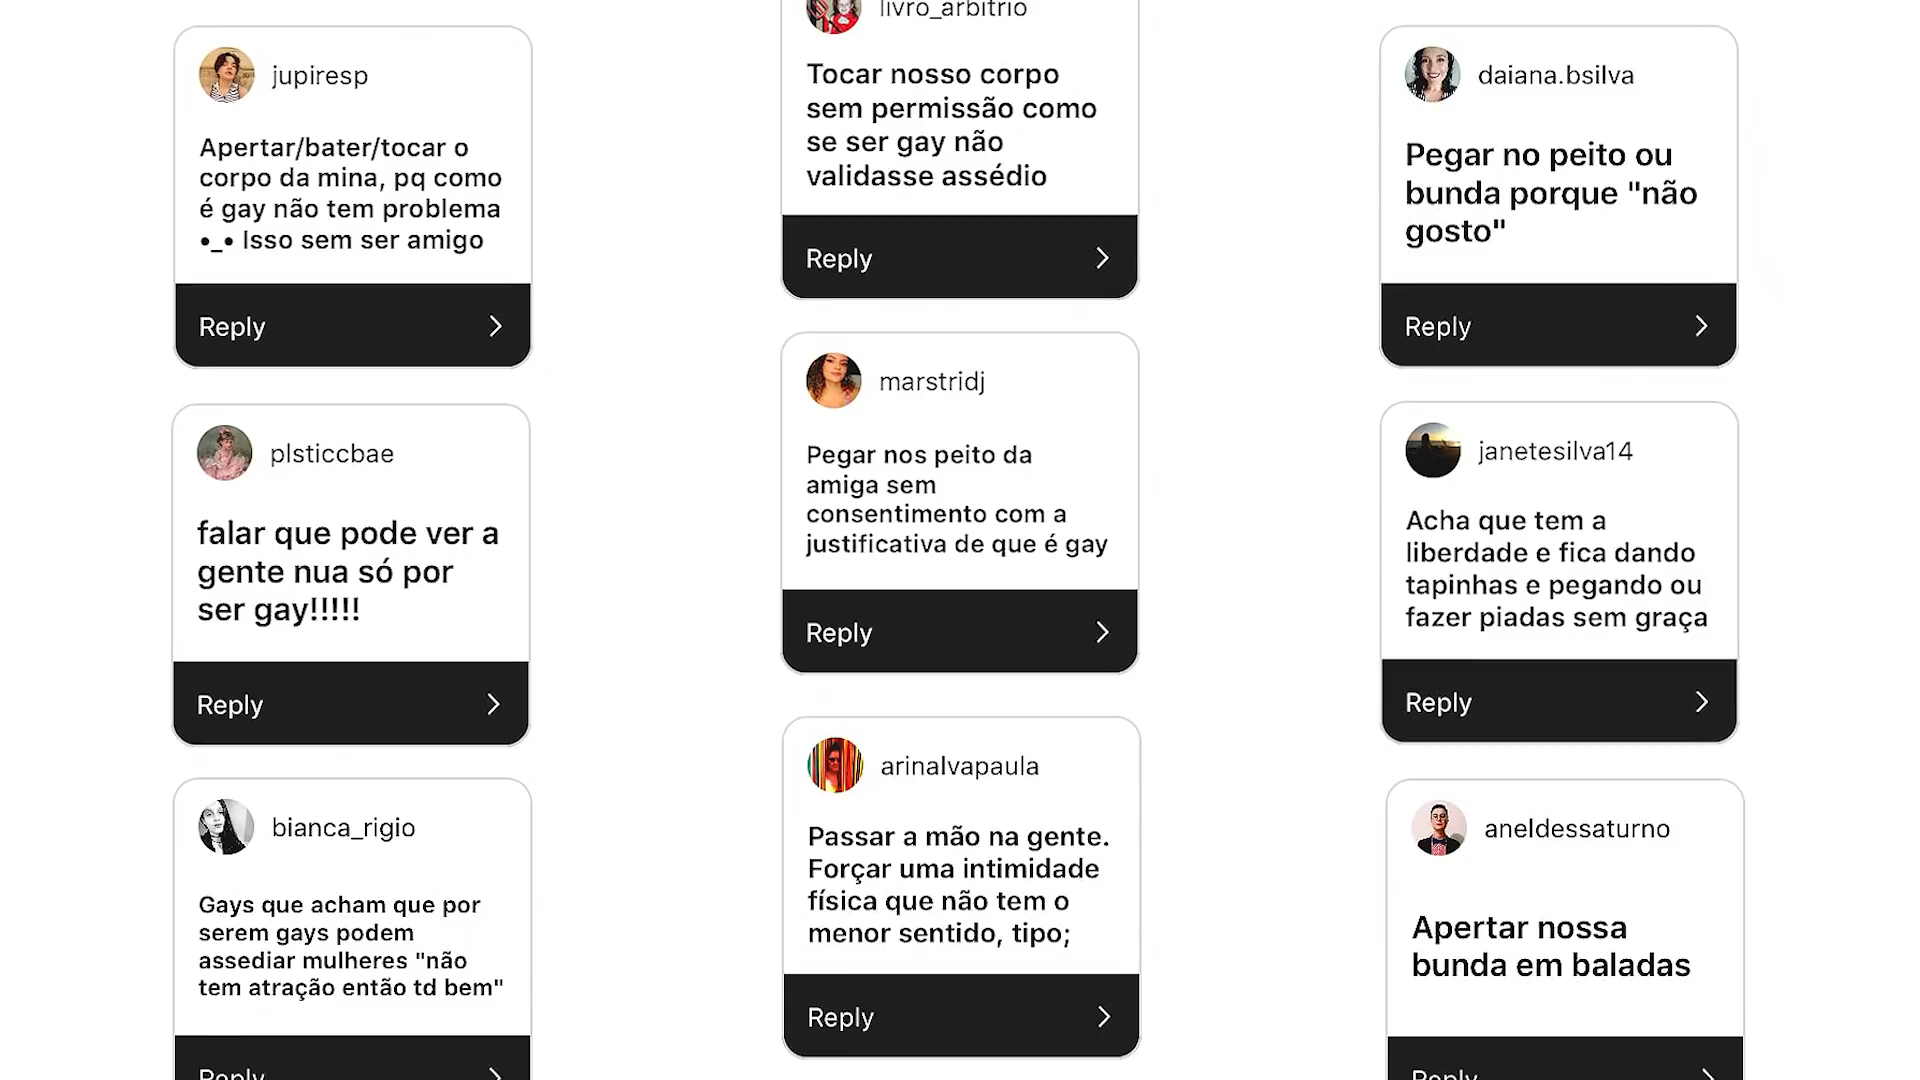 jupiresp
Apertar/bater/tocar o
corpo da mina, pq como
é gay não tem problema
•_• Isso sem ser amigo
Reply
plsticcbae
falar que pode ver a
gente nua só por
ser gay!!!!!
Reply
bianca_rigio
Gays que acham que por
serem gays podem
assediar mulheres "não
tem atração então td bem"
Reply
livro_arbitrio
Tocar nosso corpo
sem permissão como
se ser gay não
validasse assédio
Reply
marstridj
Pegar nos peito da
amiga sem
consentimento com a
justificativa de que é gay
Reply
arinalvapaula
Passar a mão na gente.
Forçar uma intimidade
física que não tem o
menor sentido, tipo;
Reply
daiana.bsilva
Pegar no peito ou
bunda porque "não
gosto"
Reply
janetesilva14
Acha que tem a
liberdade e fica dando
tapinhas e pegando ou
fazer piadas sem graça
Reply
aneldessaturno
Apertar nossa
bunda em baladas
Reply